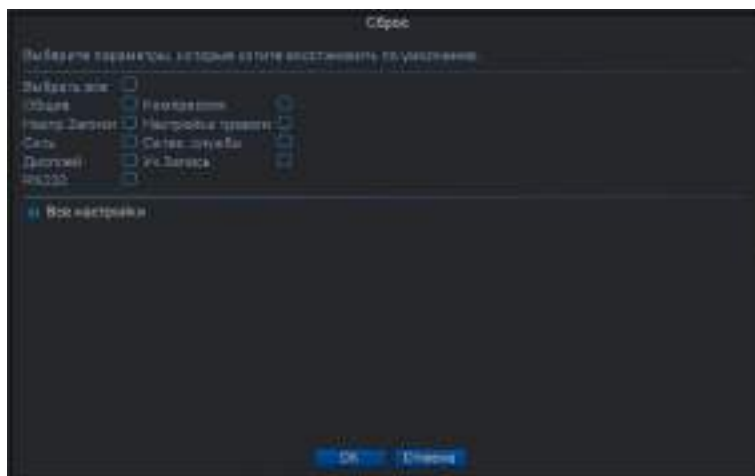 Сброс
Выберите параметры, которые хотите восстановить по умолчанию.
Выбрать все
Общие Компрессия
Настр.Записи Настройка тревоги
Сеть Сетев. службы
Дисплей Уч.Запись
RS232
Все настройки
OK Отмена